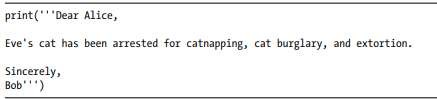 print('''Dear Alice,
Eve's cat has been arrested for catnapping, cat burglary, and extortion.
Sincerely,
Bob''')